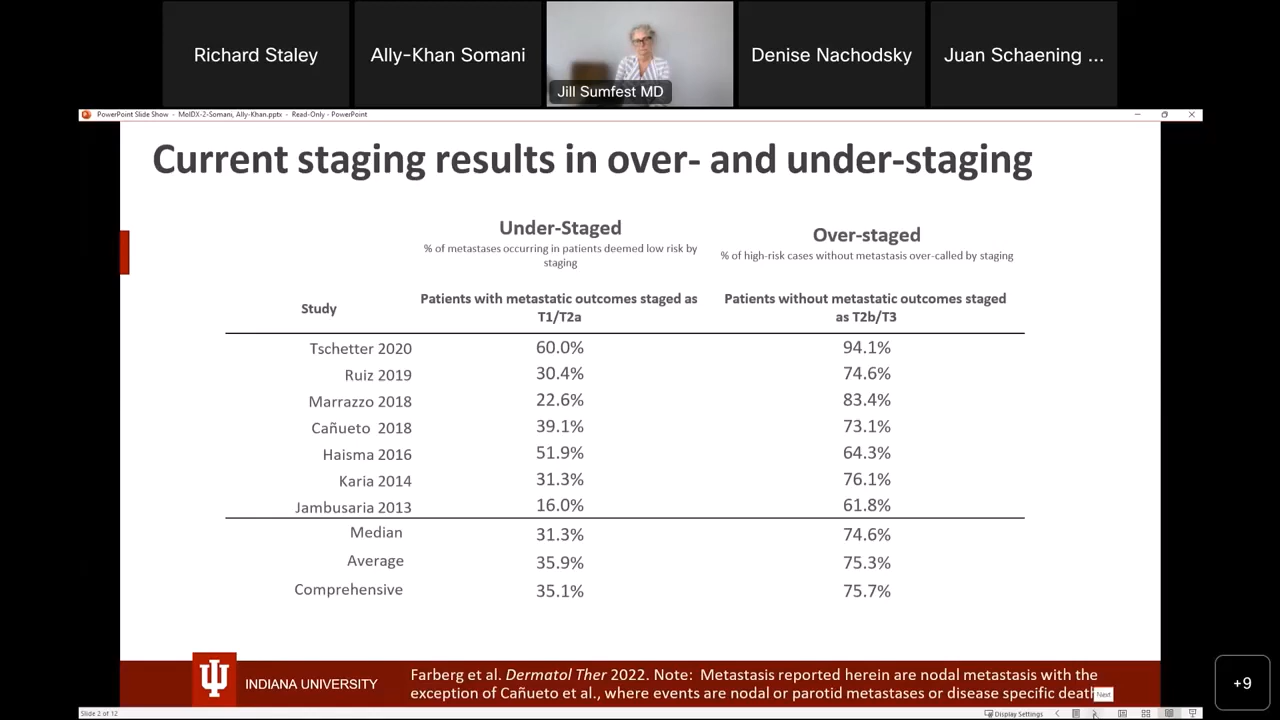 Richard Staley
Ally-Khan Somani
Jill Sumfest MD
Denise Nachodsky
Juan Schaening ...
PowerPoint Slide Show - MolDX-2-Somani, Ally-Khan.pptx - Read-Only - PowerPoint
Current staging results in over- and under-staging
Under-Staged
% of metastases occurring in patients deemed low risk by
staging
Over-staged
% of high-risk cases without metastasis over-called by staging
Study
Patients with metastatic outcomes staged as
T1/T2a
Patients without metastatic outcomes staged
as T2b/T3
Tschetter 2020 60.0% 94.1%
Ruiz 2019 30.4% 74.6%
Marrazzo 2018 22.6% 83.4%
Cañueto 2018 39.1% 73.1%
Haisma 2016 51.9% 64.3%
Karia 2014 31.3% 76.1%
Jambusaria 2013 16.0% 61.8%
Median 31.3% 74.6%
Average 35.9% 75.3%
Comprehensive 35.1% 75.7%
INDIANA UNIVERSITY
Farberg et al. Dermatol Ther 2022. Note: Metastasis reported herein are nodal metastasis with the
exception of Cañueto et al., where events are nodal or parotid metastases or disease specific death
Next
+9
Slide 2 of 12
Display Settings